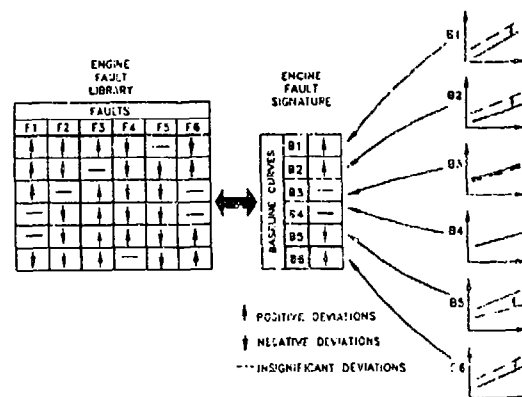 ENGINE
FAULT
LIBRARY
FAULTS
F1 F2 F3 F4 F5 F6
ENGINE
FAULT
SIGNATURE
BASELINE CURVES
B1
B2
B3
B4
B5
B6
POSITIVE DEVIATIONS
NEGATIVE DEVIATIONS
INSIGNIFICANT DEVIATIONS
B1
B2
B3
B4
B5
B6